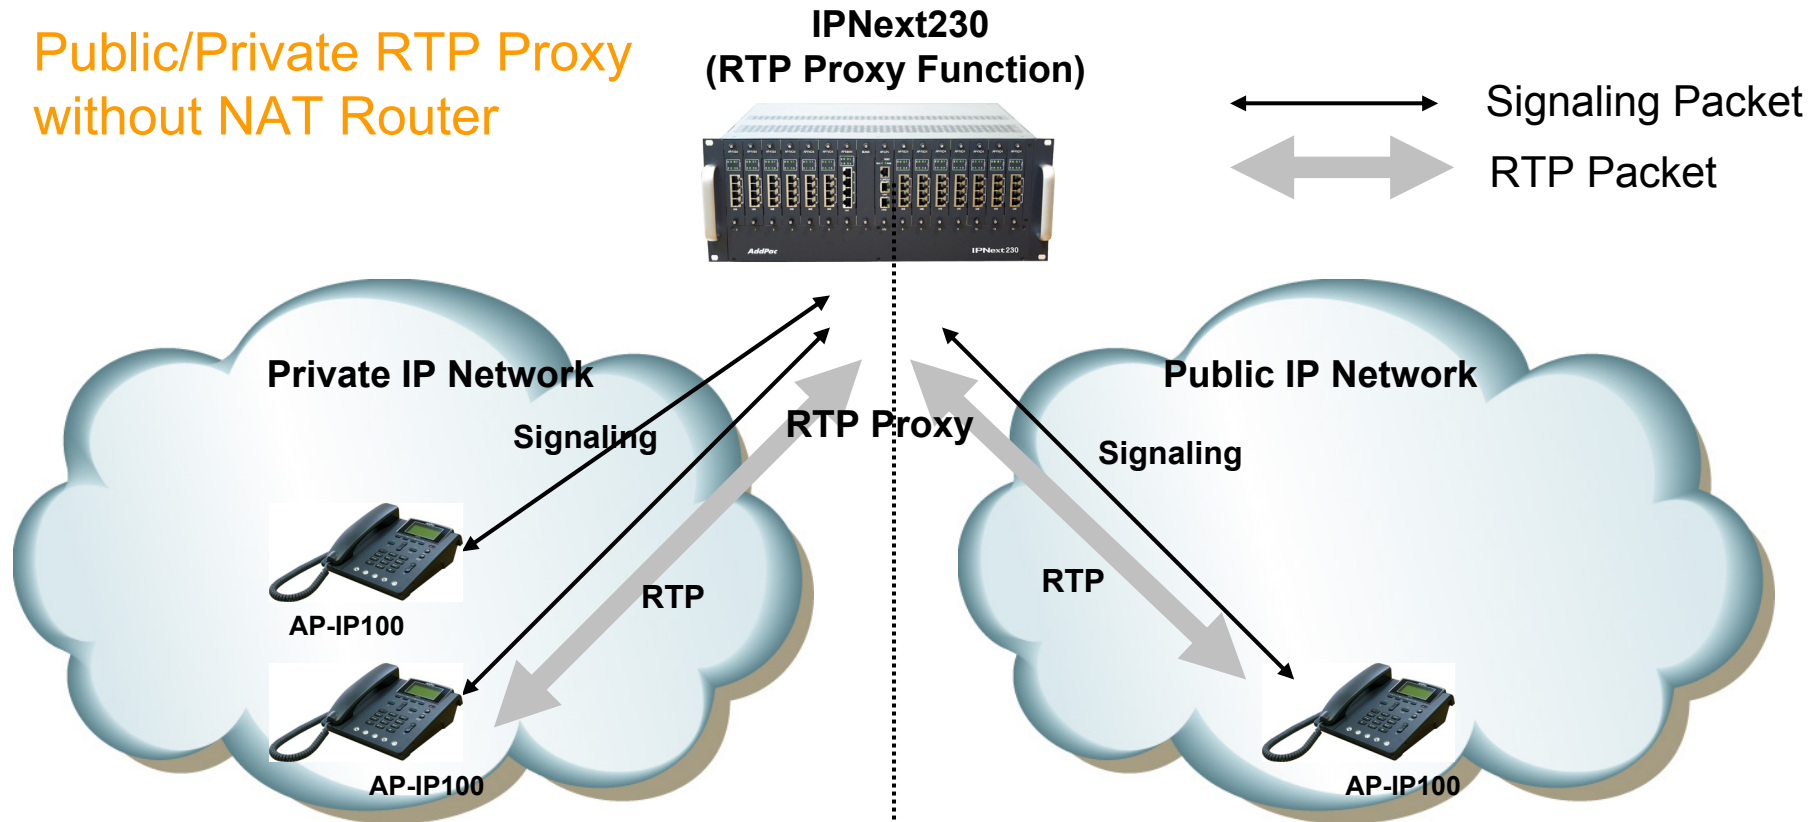 Public/Private RTP Proxy
without NAT Router
IPNext230
(RTP Proxy Function)
Signaling Packet
RTP Packet
AddPac
IPNext230
Private IP Network
Public IP Network
Signaling
RTP Proxy
Signaling
RTP
RTP
AP-IP100
AP-IP100
AP-IP100